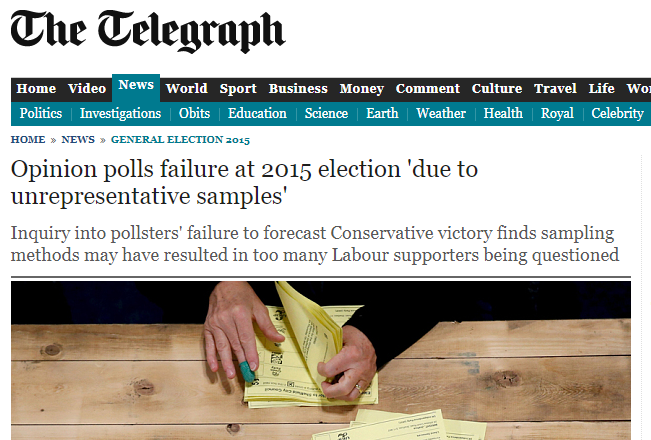 The Telegraph
Home Video News World Sport Business Money Comment Culture Travel Life
Politics Investigations Obits Education Science Earth Weather Health Royal Celebrity
HOME » NEWS » GENERAL ELECTION 2015
Opinion polls failure at 2015 election 'due to
unrepresentative samples'
Inquiry into pollsters' failure to forecast Conservative victory finds sampling
methods may have resulted in too many Labour supporters being questioned